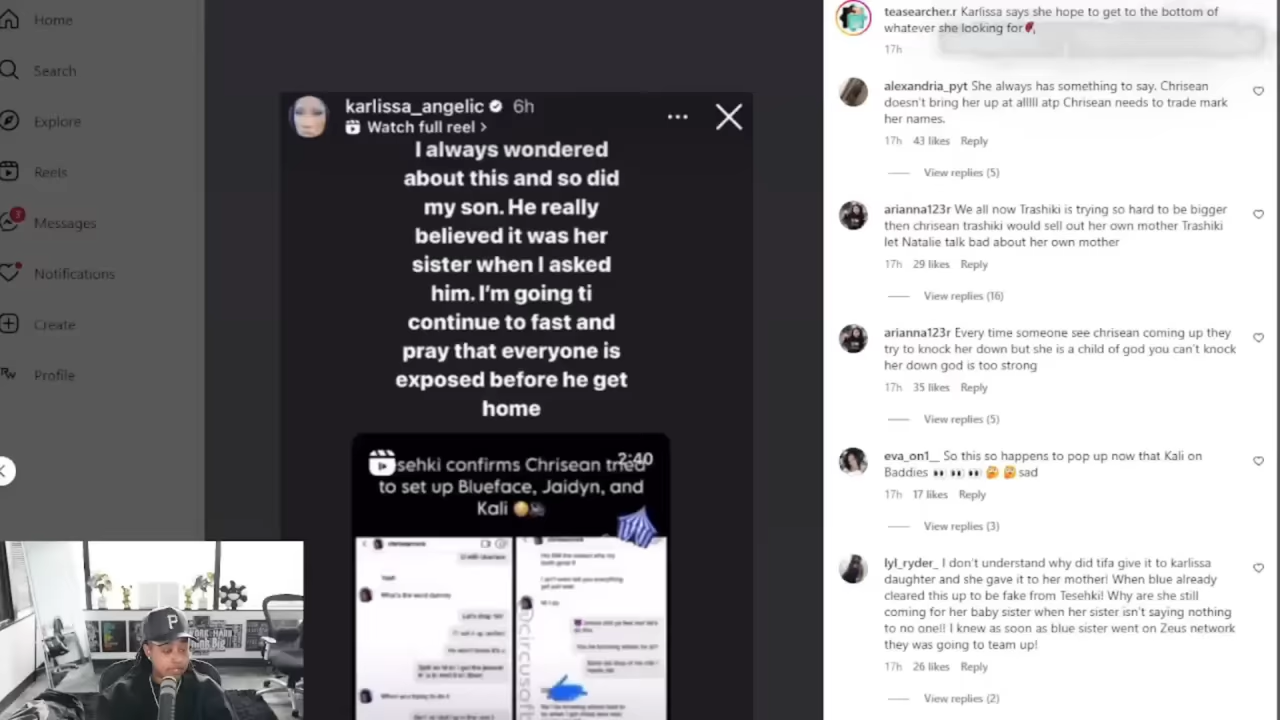 Home
Search
Explore
Reels
Messages
Notifications
Create
Profile
karlissa_angelic 6h
Watch full reel >
I always wondered
about this and so did
my son. He really
believed it was her
sister when I asked
him. I'm going ti
continue to fast and
pray that everyone is
exposed before he get
home
2:40
sehki confirms Chrisean tried
to set up Blueface, Jaidyn, and
Kali
P
teasearcher.r Karlissa says she hope to get to the bottom of
whatever she looking for
17h
alexandria_pyt She always has something to say. Chrisean
doesn't bring her up at alllll atp Chrisean needs to trade mark
her names.
17h 43 likes Reply
View replies (5)
arianna123r We all now Trashiki is trying so hard to be bigger
then chrisean trashiki would sell out her own mother Trashiki
let Natalie talk bad about her own mother
17h 29 likes Reply
View replies (16)
arianna123r Every time someone see chrisean coming up they
try to knock her down but she is a child of god you can't knock
her down god is too strong
17h 35 likes Reply
View replies (5)
eva_on1__ So this so happens to pop up now that Kali on
Baddies 👀 👀 👀 sad
17h 17 likes Reply
View replies (3)
lyl_ryder_ I don't understand why did tifa give it to karlissa
daughter and she gave it to her mother! When blue already
cleared this up to be fake from Tesehki! Why are she still
coming for her baby sister when her sister isn't saying nothing
to no one!! I knew as soon as blue sister went on Zeus network
they was going to team up!
17h 26 likes Reply
View replies (2)